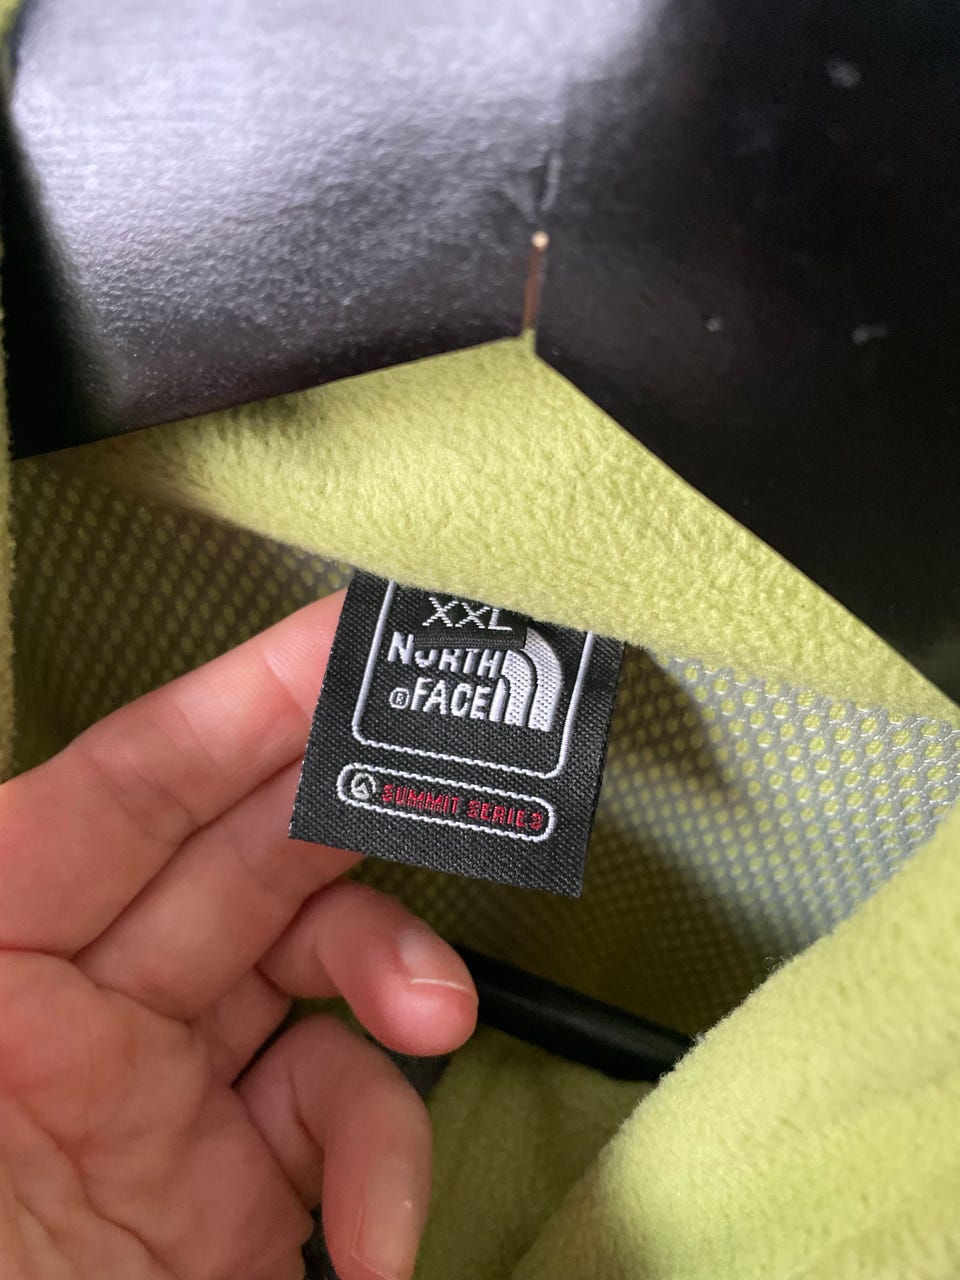 XXL
NORTH
® FACE
SUMMIT SERIES